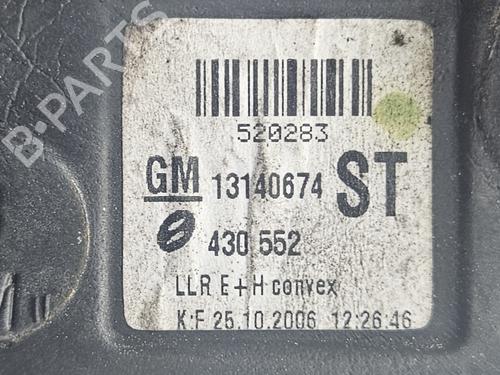 B-PARTS
520283
GM 13140674 ST
430 552
LLR E+H convex
K:F 25.10.2006 12:26:46